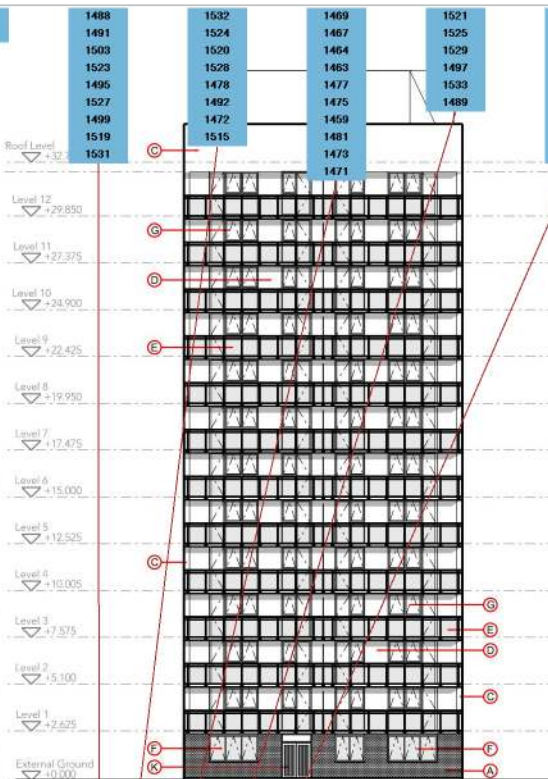 1488
1491
1503
1523
1495
1527
1499
1519
1531
1532
1524
1520
1528
1478
1492
1472
1515
1469
1467
1464
1463
1477
1475
1459
1481
1473
1471
1521
1525
1529
1497
1533
1489
Roof Level
C
Level 12
+29.850
G
Level 11
+27.375
D
Level 10
+24.900
Level 9
+22.425
E
Level 8
+19.950
Level 7
+17.475
Level 6
+15.000
Level 5
+12.525
C
Level 4
+10.005
G
Level 3
+7.575
E
D
Level 2
+5.100
C
Level 1
+2.625
F
F
External Ground
+0.000
K
A